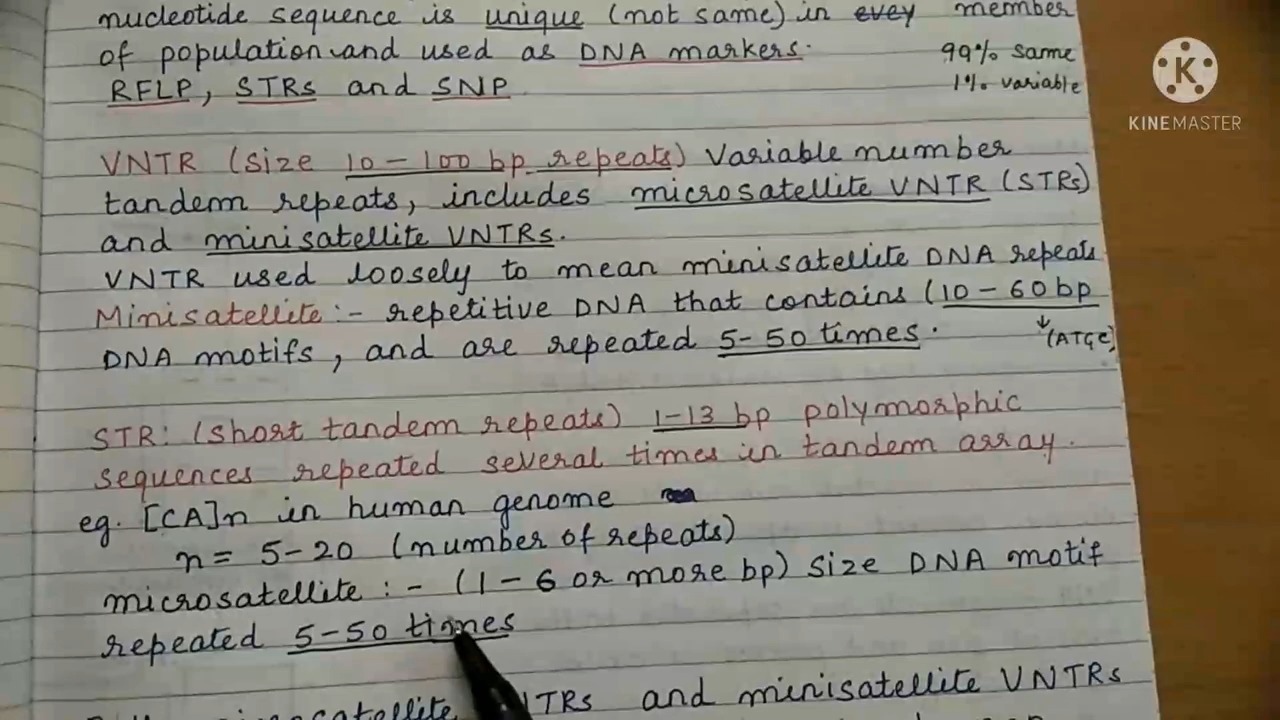 nucleotide sequence is unique (not same) in evey member
of population and used as DNA markers.
99% same
RFLP, STRs and SNP
1% variable
K
KINEMASTER
VNTR (size 10-100 bp repeats) Variable number
tandem repeats, includes microsatellite VNTR (STRs)
and minisatellite VNTRs.
VNTR used loosely to mean minisatellite DNA repeats
Minisatellite :- repetitive DNA that contains (10-60 bp
DNA motifs, and are repeated 5-50 times.
↓(ATGC)
STR: (short tandem repeats) 1-13 bp polymorphic
sequences repeated several times in tandem array.
eg. [CA]n in human genome
n = 5-20 (number of repeats)
microsatellite :- (1-6 or more bp) size DNA motif
repeated 5-50 times
VNTRs and minisatellite VNTRs